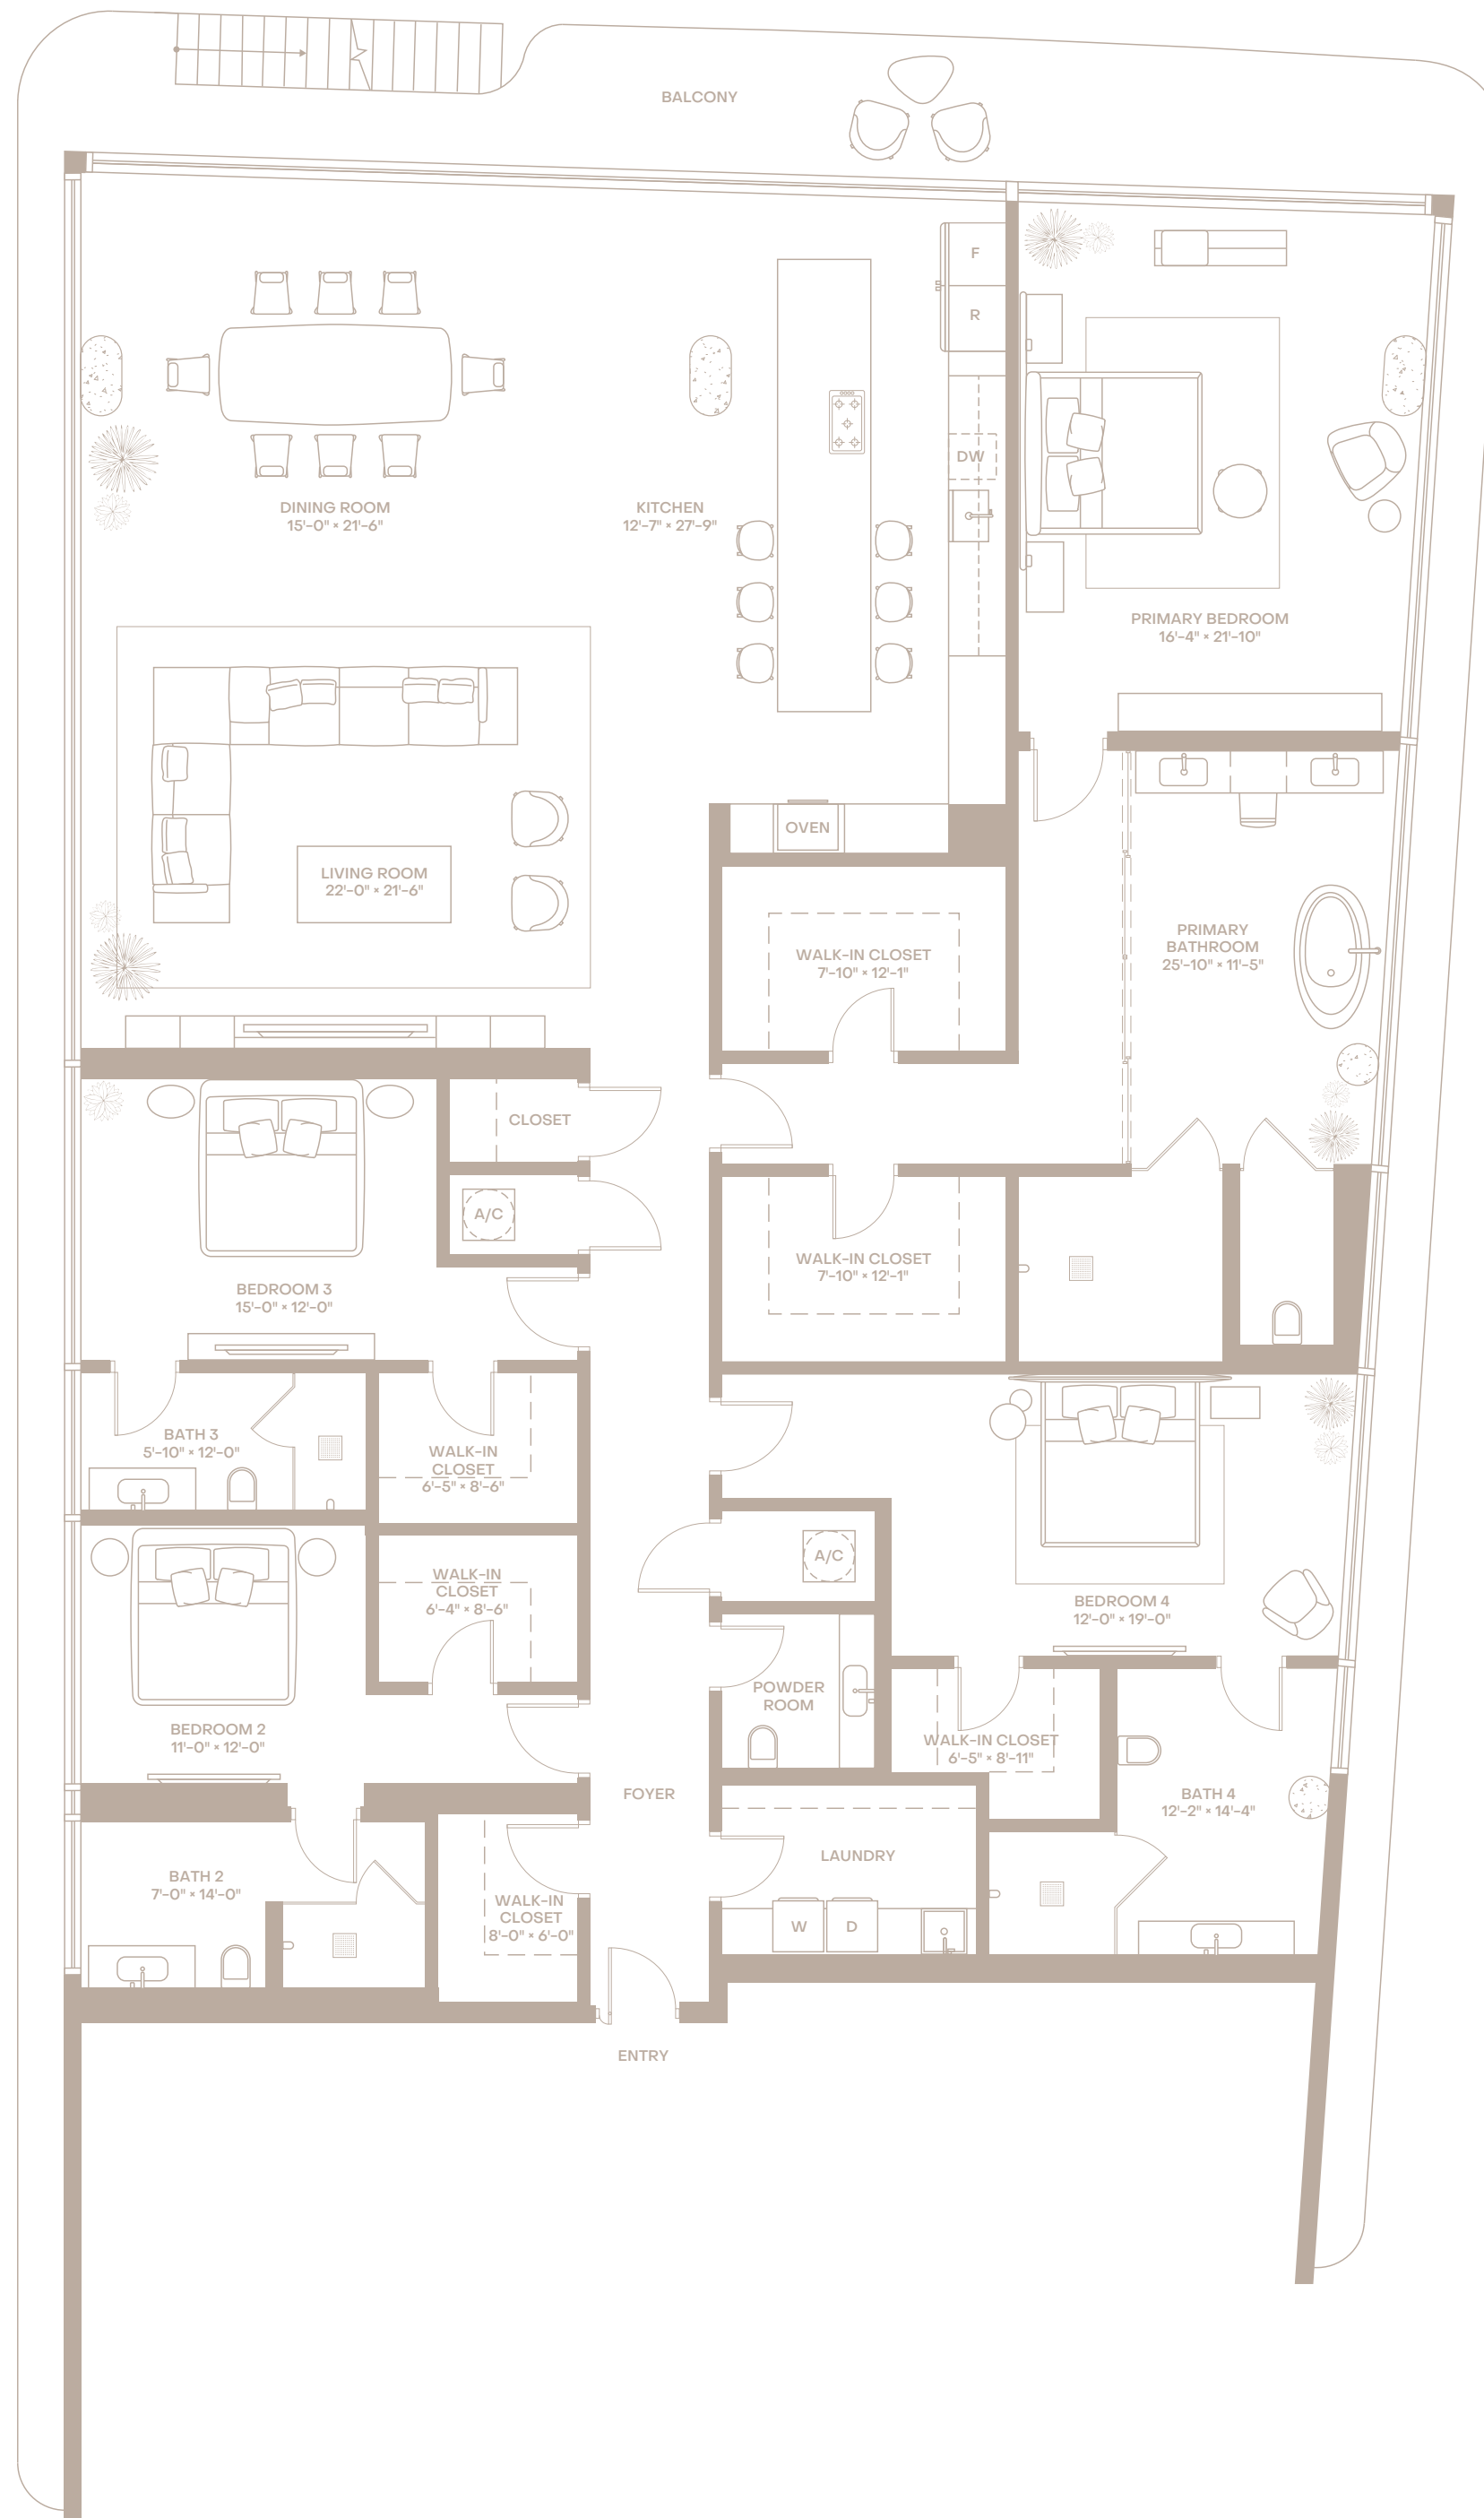 BALCONY
F
R
DW
DINING ROOM
15'-0" × 21'-6"
KITCHEN
12'-7" × 27'-9"
PRIMARY BEDROOM
16'-4" × 21'-10"
OVEN
LIVING ROOM
22'-0" × 21'-6"
WALK-IN CLOSET
7'-10" × 12'-1"
PRIMARY
BATHROOM
25'-10" × 11'-5"
CLOSET
A/C
WALK-IN CLOSET
7'-10" × 12'-1"
BEDROOM 3
15'-0" × 12'-0"
BATH 3
5'-10" × 12'-0"
WALK-IN
CLOSET
6'-5" × 8'-6"
A/C
WALK-IN
CLOSET
6'-4" × 8'-6"
BEDROOM 4
12'-0" × 19'-0"
POWDER
ROOM
BEDROOM 2
11'-0" × 12'-0"
WALK-IN CLOSET
6'-5" × 8'-11"
FOYER
BATH 4
12'-2" × 14'-4"
LAUNDRY
BATH 2
7'-0" × 14'-0"
WALK-IN
CLOSET
8'-0" × 6'-0"
W
D
ENTRY